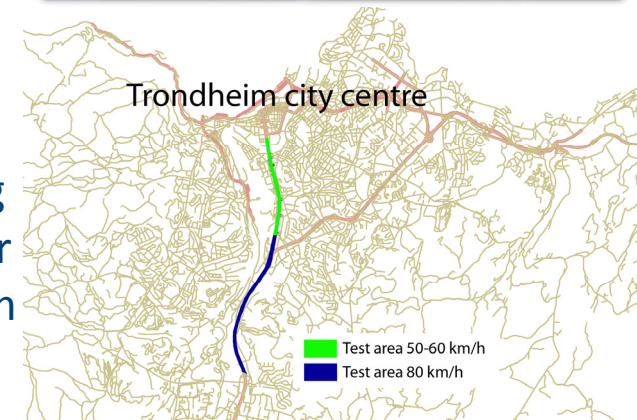 Trondheim city centre
g
r
n
Test area 50-60 km/h
Test area 80 km/h